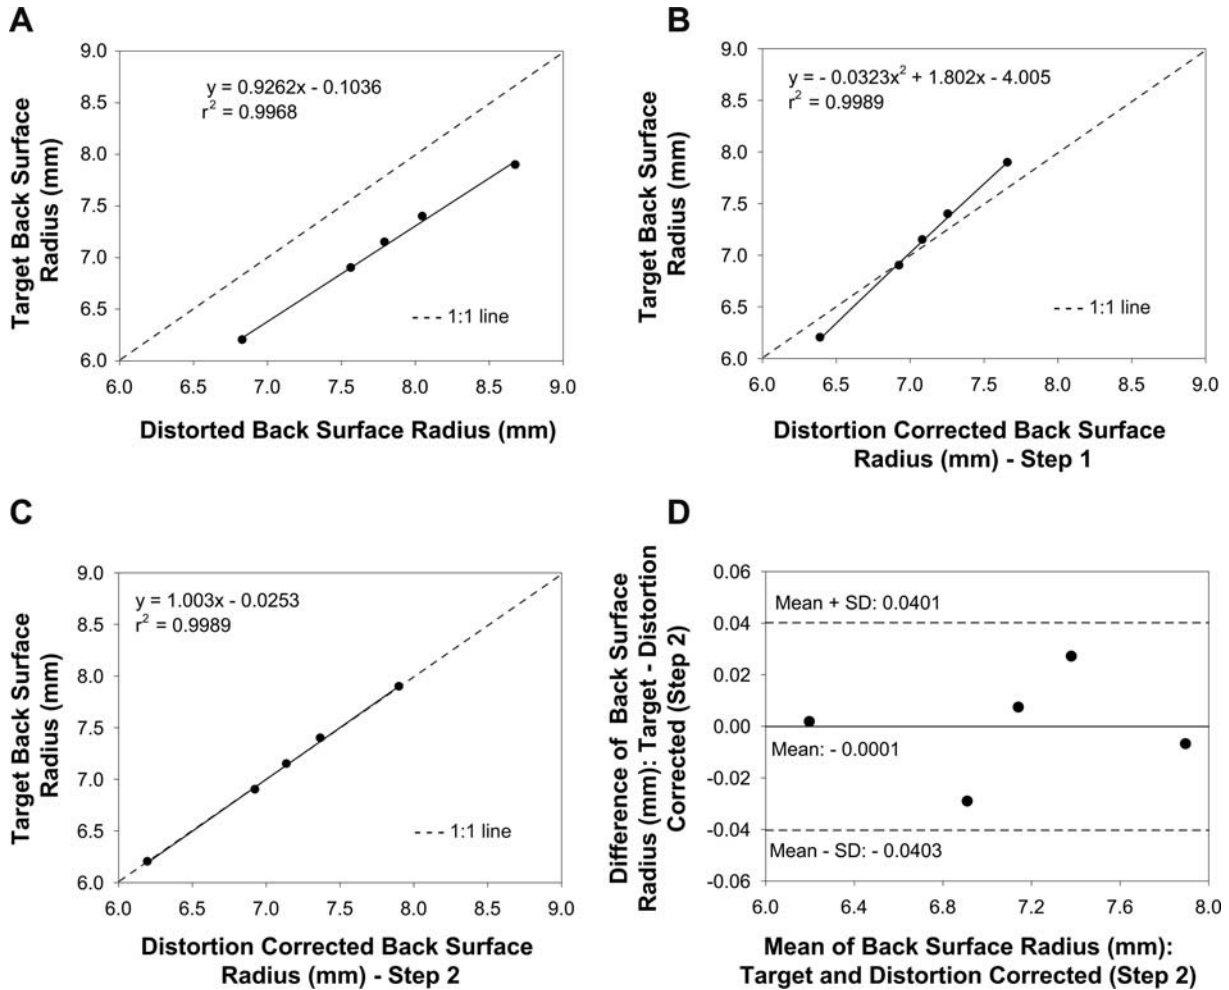 A
Target Back Surface
Radius (mm)
9.0
8.5
8.0
7.5
7.0
6.5
6.0
y = 0.9262x - 0.1036
r² = 0.9968
1:1 line
6.0 6.5 7.0 7.5 8.0 8.5 9.0
Distorted Back Surface Radius (mm)
B
Target Back Surface
Radius (mm)
9.0
8.5
8.0
7.5
7.0
6.5
6.0
y = - 0.0323x² + 1.802x - 4.005
r² = 0.9989
1:1 line
6.0 6.5 7.0 7.5 8.0 8.5 9.0
Distortion Corrected Back Surface
Radius (mm) - Step 1
C
Target Back Surface
Radius (mm)
9.0
8.5
8.0
7.5
7.0
6.5
6.0
y = 1.003x - 0.0253
r² = 0.9989
1:1 line
6.0 6.5 7.0 7.5 8.0 8.5 9.0
Distortion Corrected Back Surface
Radius (mm) - Step 2
D
Difference of Back Surface
Radius (mm): Target - Distortion
Corrected (Step 2)
0.06
0.04
0.02
0.00
-0.02
-0.04
-0.06
Mean + SD: 0.0401
Mean: - 0.0001
Mean - SD: - 0.0403
6.0 6.4 6.8 7.2 7.6 8.0
Mean of Back Surface Radius (mm):
Target and Distortion Corrected (Step 2)